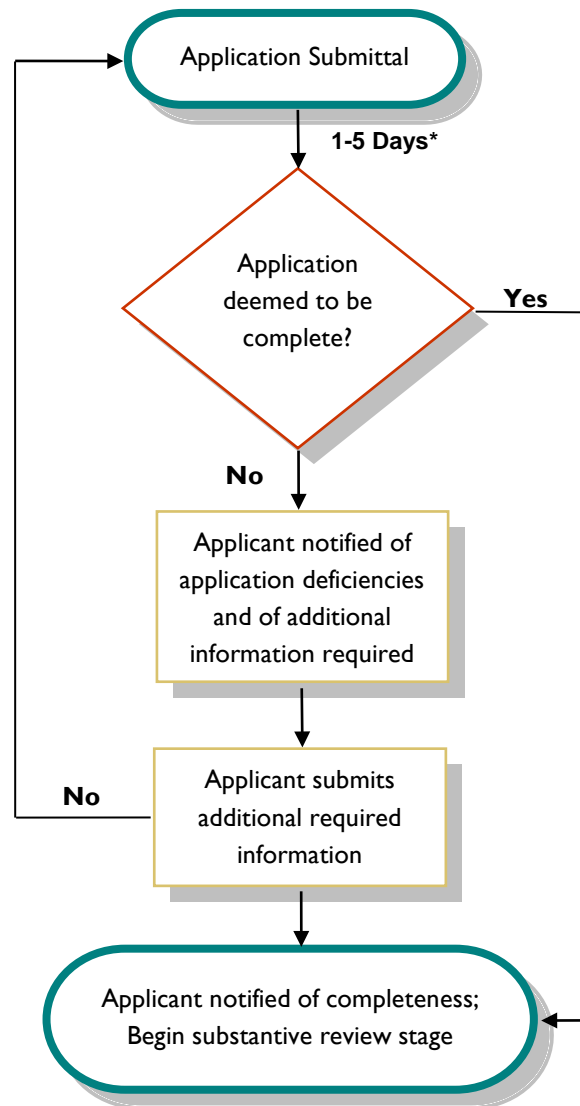 Application Submittal
1-5 Days*
Application
deemed to be
complete?
Yes
No
Applicant notified of
application deficiencies
and of additional
information required
Applicant submits
additional required
information
No
Applicant notified of completeness;
Begin substantive review stage